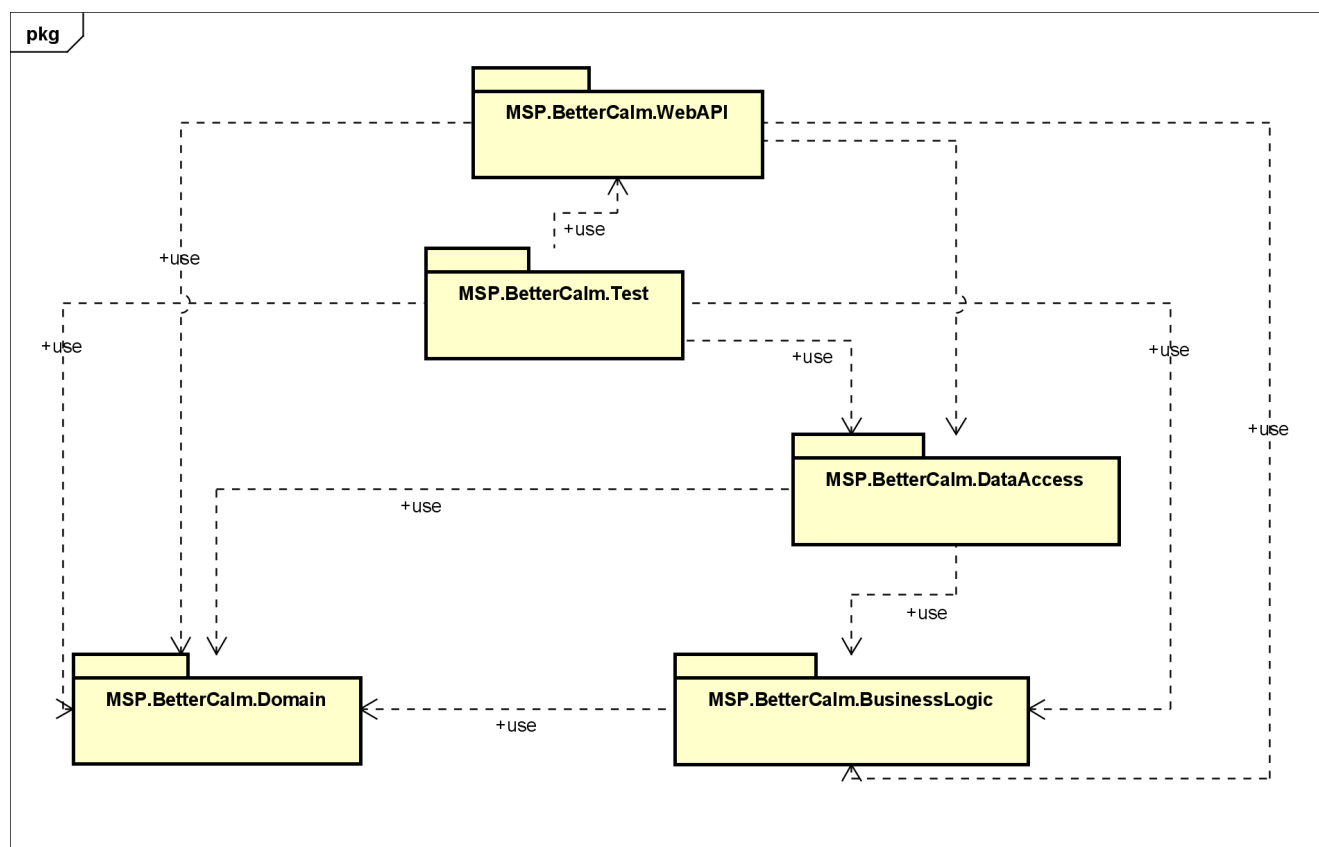 pkg
MSP.BetterCalm.WebAPI
+use
+use
MSP.BetterCalm.Test
+use
+use
+use
+use
MSP.BetterCalm.DataAccess
+use
+use
MSP.BetterCalm.Domain
MSP.BetterCalm.BusinessLogic
+use